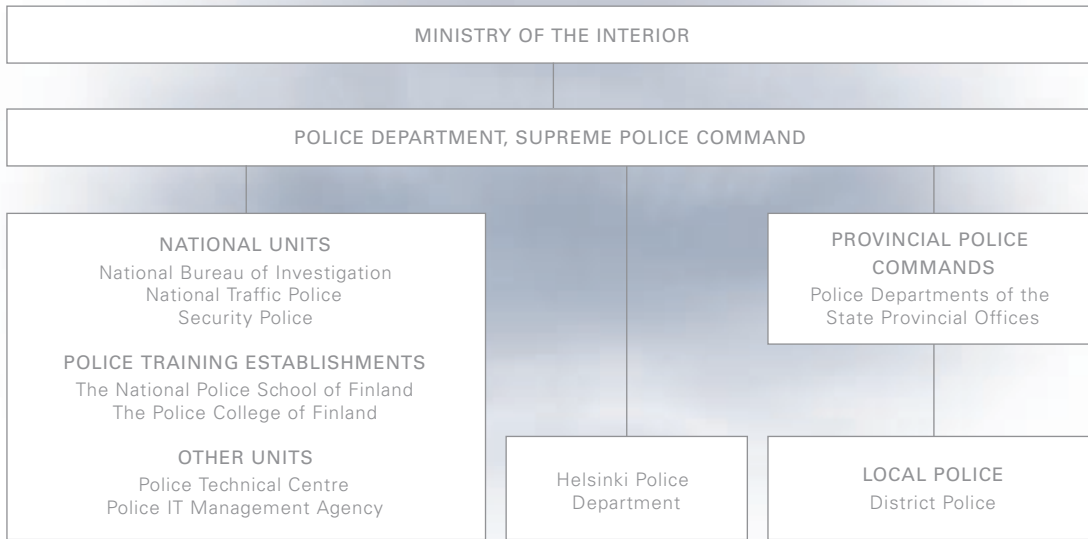 MINISTRY OF THE INTERIOR
POLICE DEPARTMENT, SUPREME POLICE COMMAND
NATIONAL UNITS
National Bureau of Investigation
National Traffic Police
Security Police
POLICE TRAINING ESTABLISHMENTS
The National Police School of Finland
The Police College of Finland
OTHER UNITS
Police Technical Centre
Police IT Management Agency
Helsinki Police
Department
PROVINCIAL POLICE
COMMANDS
Police Departments of the
State Provincial Offices
LOCAL POLICE
District Police